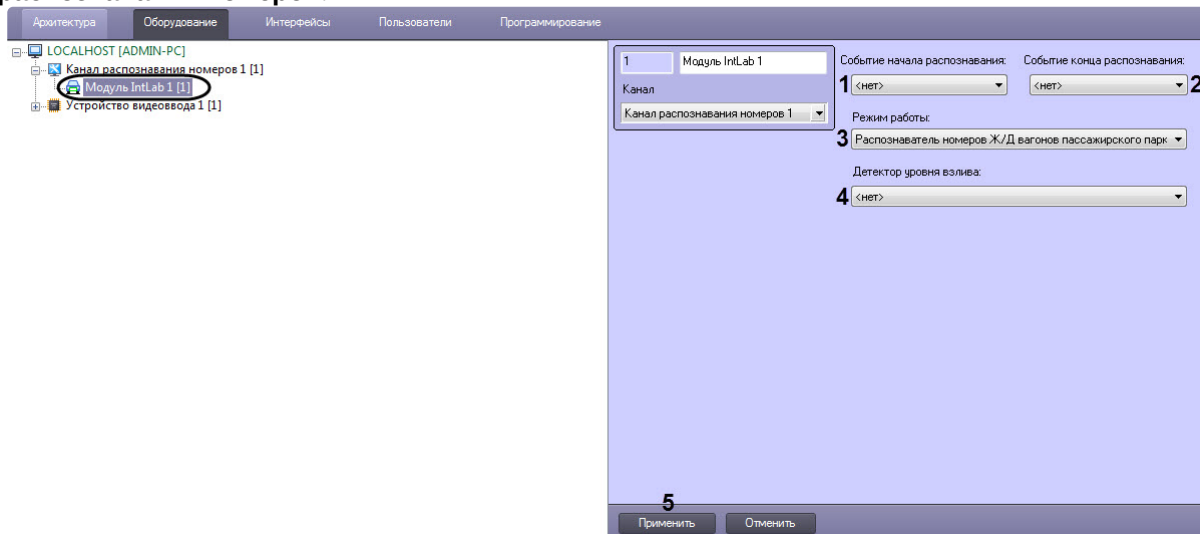 Архитектура Оборудование Интерфейсы Пользователи Программирование
LOCALHOST [ADMIN-PC]
Канал распознавания номеров 1 [1]
Модуль IntLab 1 [1]
Устройство видеоввода 1 [1]
1 Модуль IntLab 1
Канал
Канал распознавания номеров 1
Событие начала распознавания: Событие конца распознавания:
1 <нет> <нет> 2
Режим работы:
3 Распознаватель номеров Ж/Д вагонов пассажирского парк
Детектор уровня взлива:
4 <нет>
5
Применить Отменить